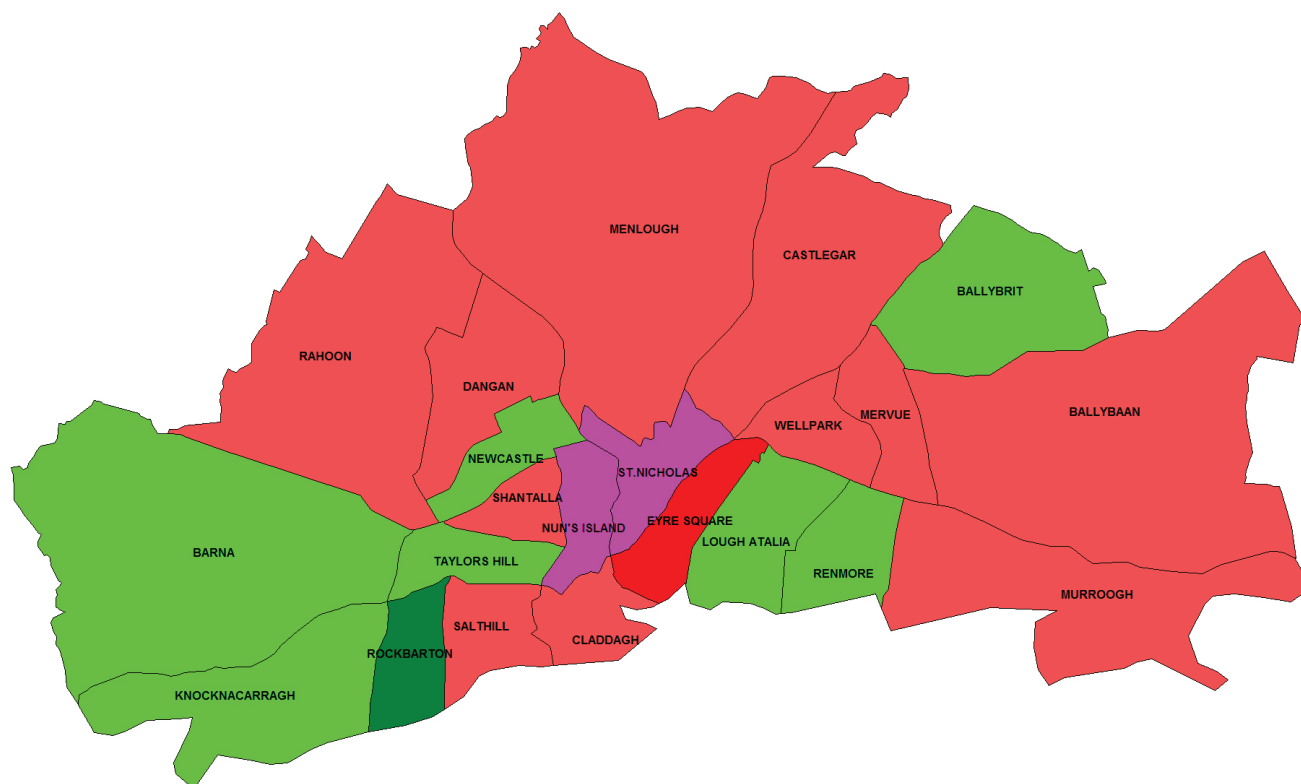 MENLOUGH
CASTLEGAR
BALLYBRIT
RAHOON
DANGAN
BALLYBAAN
MERVUE
WELLPARK
NEWCASTLE
ST.NICHOLAS
SHANTALLA
EYRE SQUARE
NUN'S ISLAND
LOUGH ATALIA
BARNA
TAYLORS HILL
RENMORE
MURROOGH
SALTHILL
CLADDAGH
ROCKBARTON
KNOCKNACARRAGH